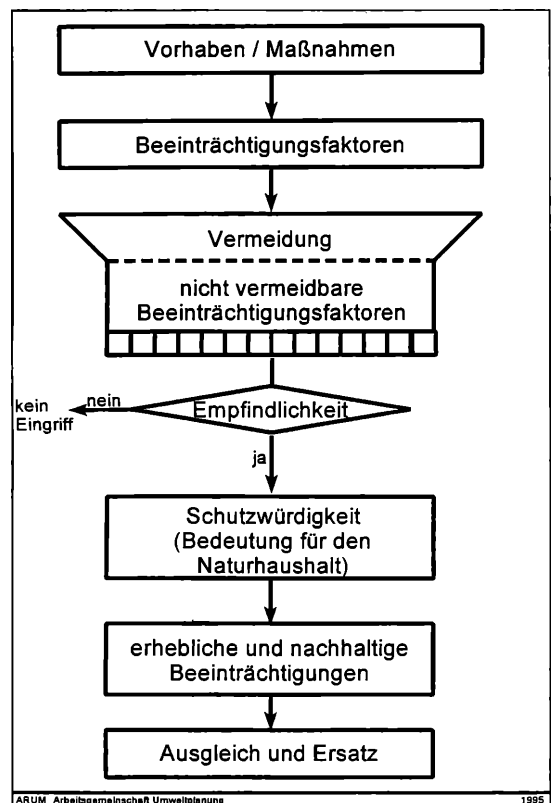 Vorhaben / Maßnahmen
Beeinträchtigungsfaktoren
Vermeidung
nicht vermeidbare
Beeinträchtigungsfaktoren
kein
Eingriff
nein
Empfindlichkeit
ja
Schutzwürdigkeit
(Bedeutung für den
Naturhaushalt)
erhebliche und nachhaltige
Beeinträchtigungen
Ausgleich und Ersatz
ARUM Arbeitsgemeinschaft Umweltplanung 1995